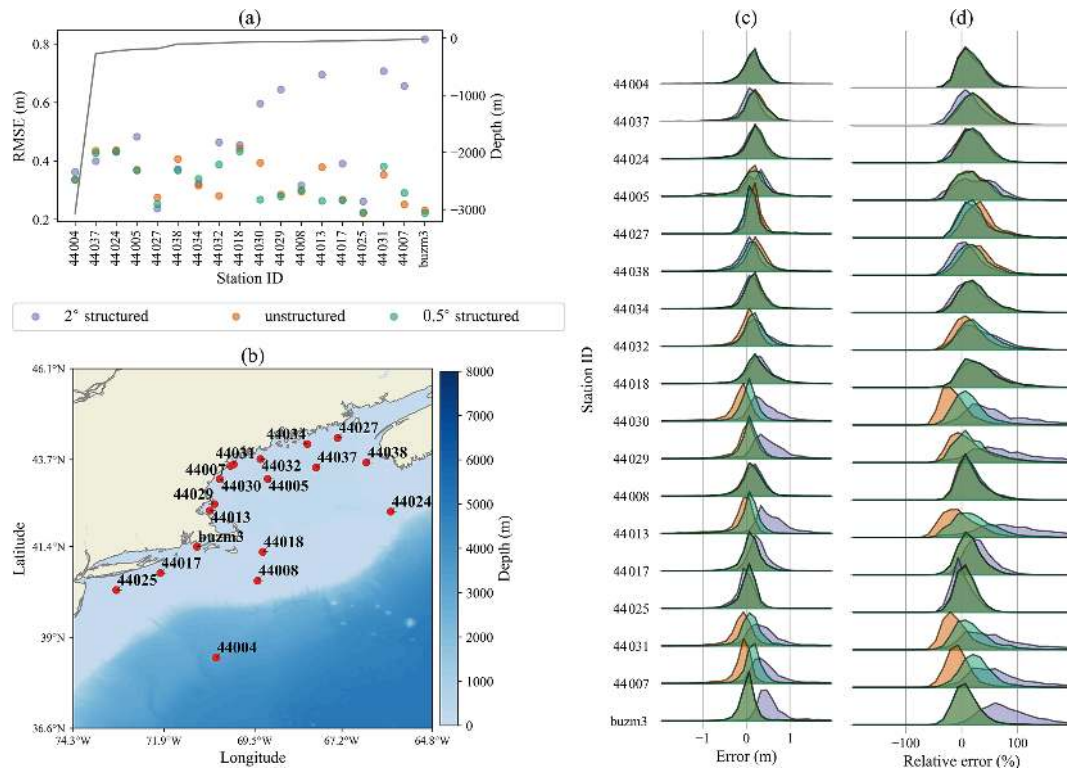 (a)
0.8
0.6
0.4
0.2
RMSE (m)
0
−1000
−2000
−3000
Depth (m)
44004
44037
44024
44005
44027
44038
44034
44032
44018
44030
44029
44008
44013
44017
44025
44031
44007
buzm3
Station ID
2° structured
unstructured
0.5° structured
(b)
46.1°N
43.7°N
41.4°N
39°N
36.6°N
Latitude
44034
44027
44031
44007
44032
44037
44038
44030
44005
44029
44013
44024
buzm3
44018
44017
44008
44025
44004
74.3°W
71.9°W
69.5°W
67.2°W
64.8°W
Longitude
8000
7000
6000
5000
4000
3000
2000
1000
0
Depth (m)
(c)
44004
44037
44024
44005
44027
44038
44034
44032
44018
44030
44029
44008
44013
44017
44025
44031
44007
buzm3
Station ID
−1
0
1
Error (m)
(d)
−100
0
100
Relative error (%)